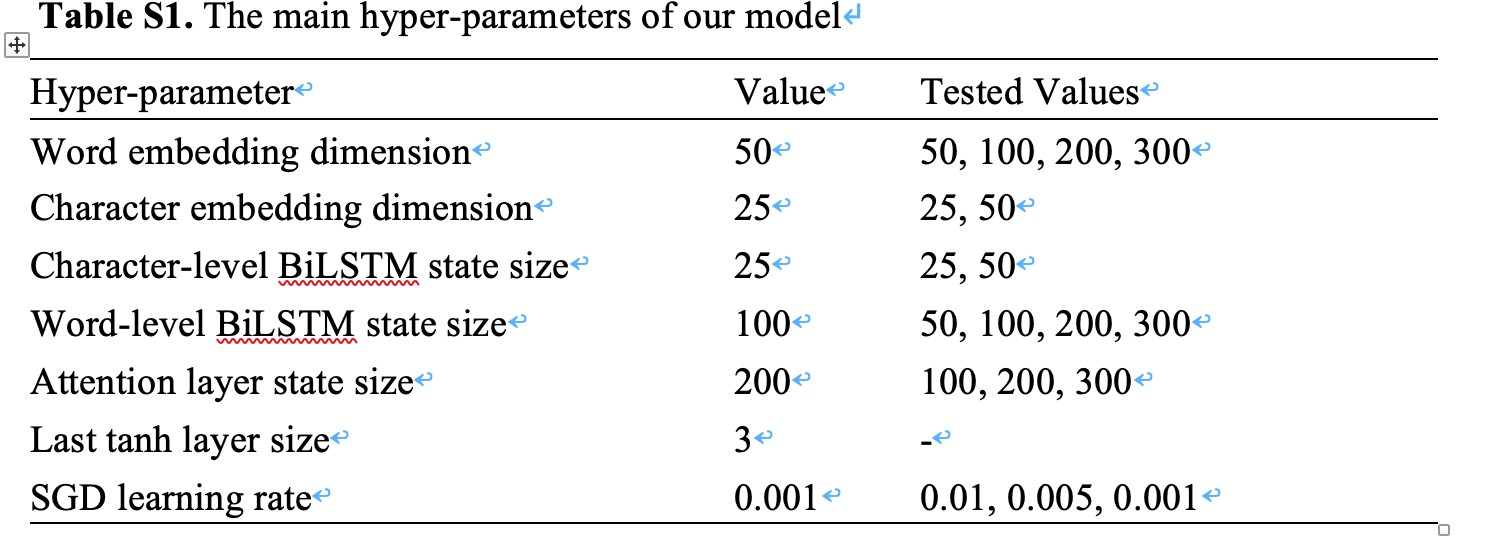 Table S1. The main hyper-parameters of our model
Hyper-parameter Value Tested Values
Word embedding dimension 50 50, 100, 200, 300
Character embedding dimension 25 25, 50
Character-level BiLSTM state size 25 25, 50
Word-level BiLSTM state size 100 50, 100, 200, 300
Attention layer state size 200 100, 200, 300
Last tanh layer size 3 -
SGD learning rate 0.001 0.01, 0.005, 0.001